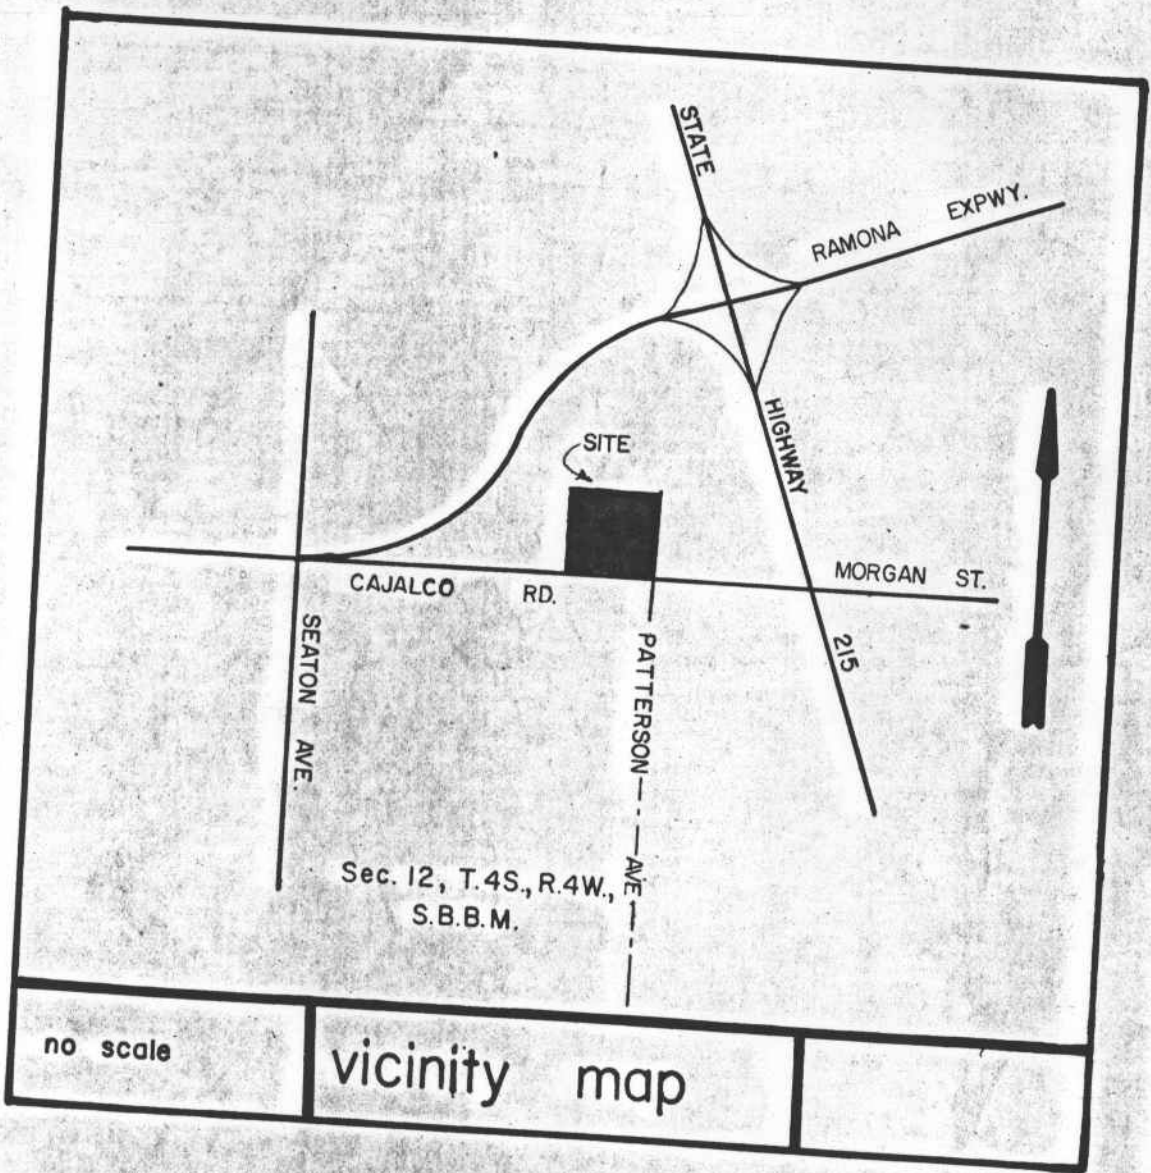 STATE
HIGHWAY
215
RAMONA EXPWY.
SITE
CAJALCO RD.
MORGAN ST.
SEATON AVE.
PATTERSON AVE
Sec. 12, T.4S., R.4W.,
S.B.B.M.
no scale
vicinity map